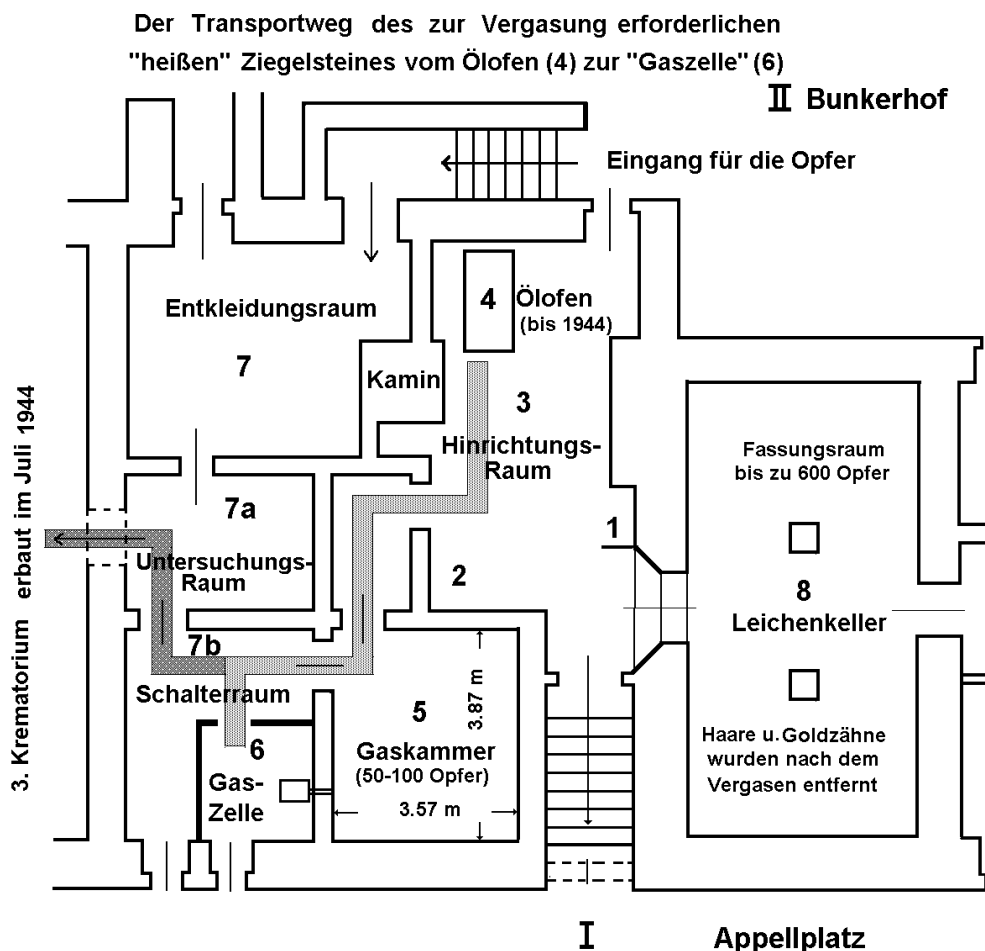 Der Transportweg des zur Vergasung erforderlichen
"heißen" Ziegelsteines vom Ölofen (4) zur "Gaszelle" (6)
II Bunkerhof
Eingang für die Opfer
Entkleidungsraum
7
4
Ölofen
(bis 1944)
Kamin
3
Hinrichtungs-
Raum
Fassungsraum
bis zu 600 Opfer
3. Krematorium erbaut im Juli 1944
7a
Untersuchungs-
Raum
1
2
8
Leichenkeller
7b
Schalterraum
5
Gaskammer
(50-100 Opfer)
3.87 m
3.57 m
6
Gas-
Zelle
Haare u. Goldzähne
wurden nach dem
Vergasen entfernt
I Appellplatz